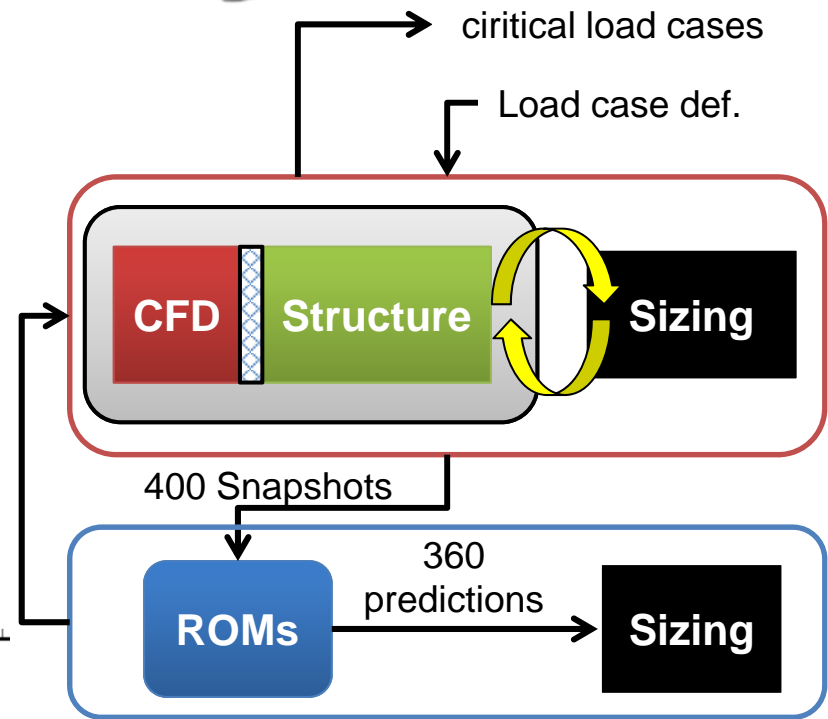 ciritical load cases
Load case def.
CFD
Structure
Sizing
400 Snapshots
360
predictions
ROMs
Sizing